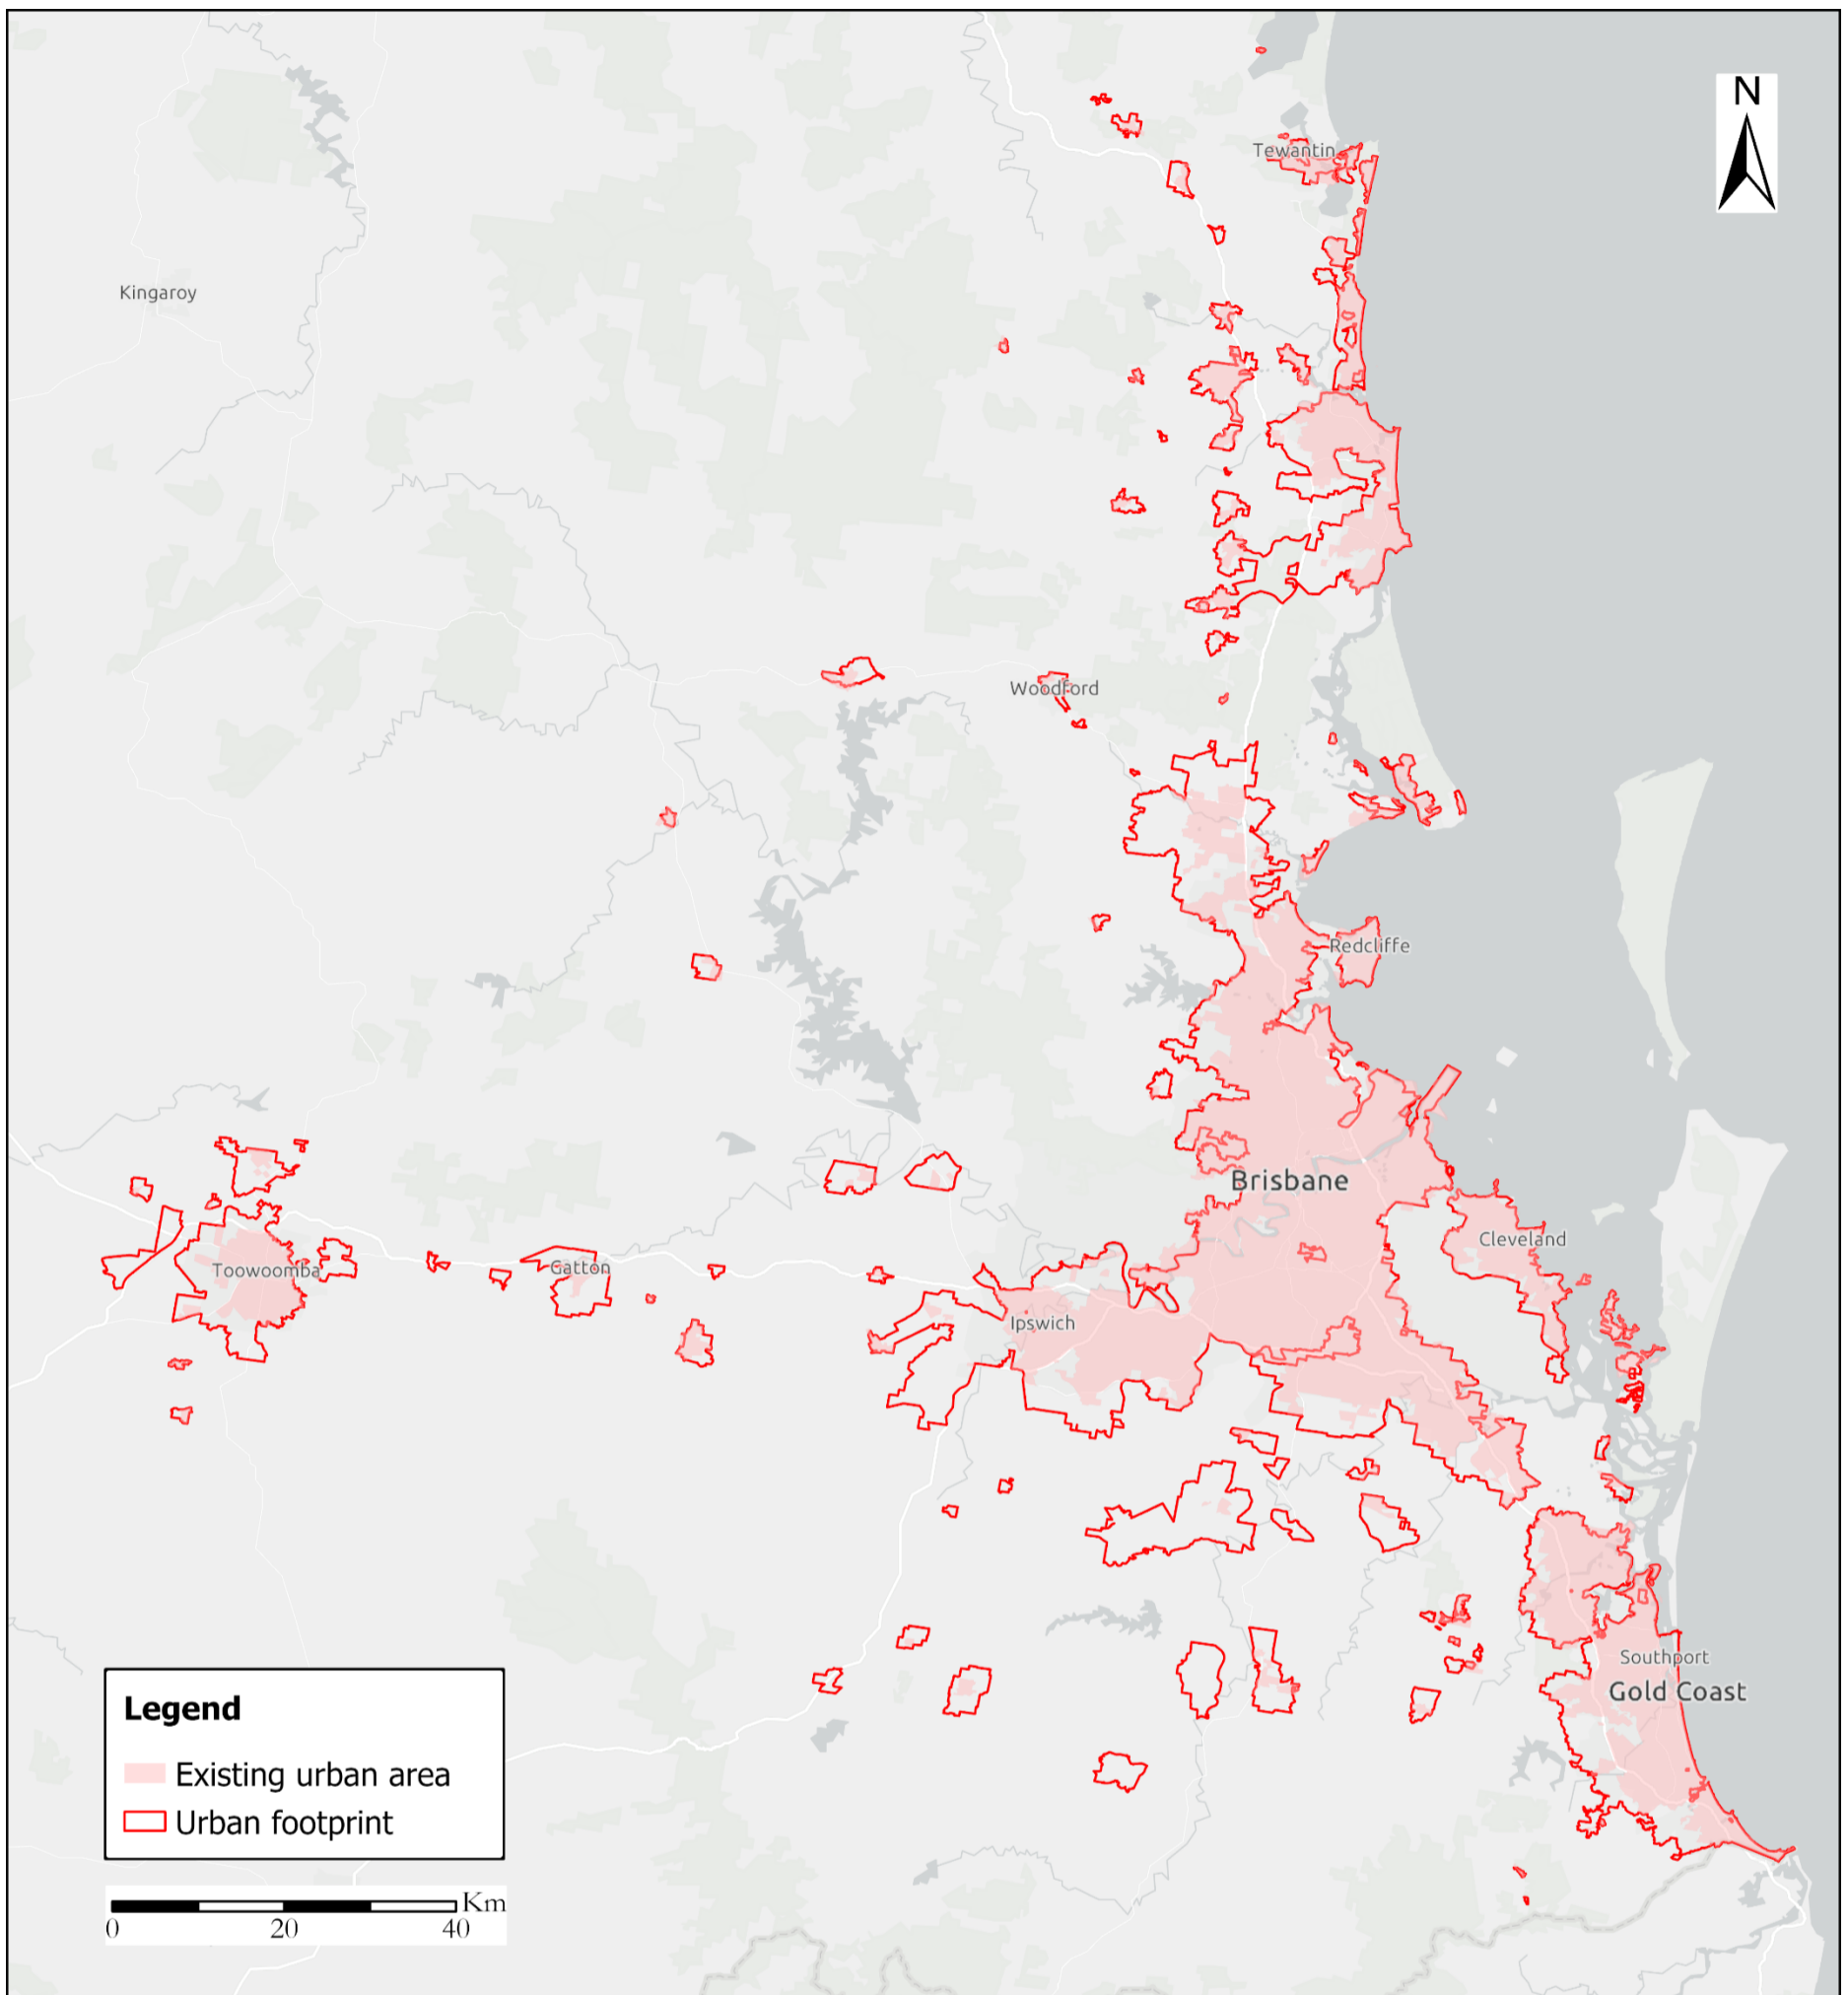 N
Tewantin
Kingaroy
Woodford
Redcliffe
Brisbane
Cleveland
Toowoomba
Gatton
Ipswich
Southport
Gold Coast
Legend
Existing urban area
Urban footprint
Km
0 20 40